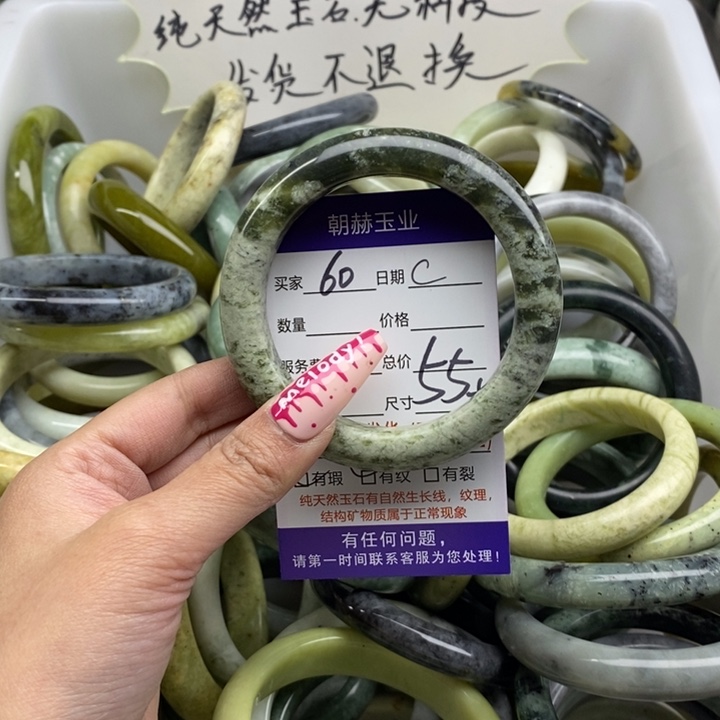 纯天然玉石.无
发货不退换
朝赫玉业
买家 60 日期 C
数量 价格
总价
尺寸 55
melody
有瑕 有纹 有裂
纯天然玉石有自然生长线，纹理，
结构矿物质属于正常现象
有任何问题，
请第一时间联系客服为您处理！